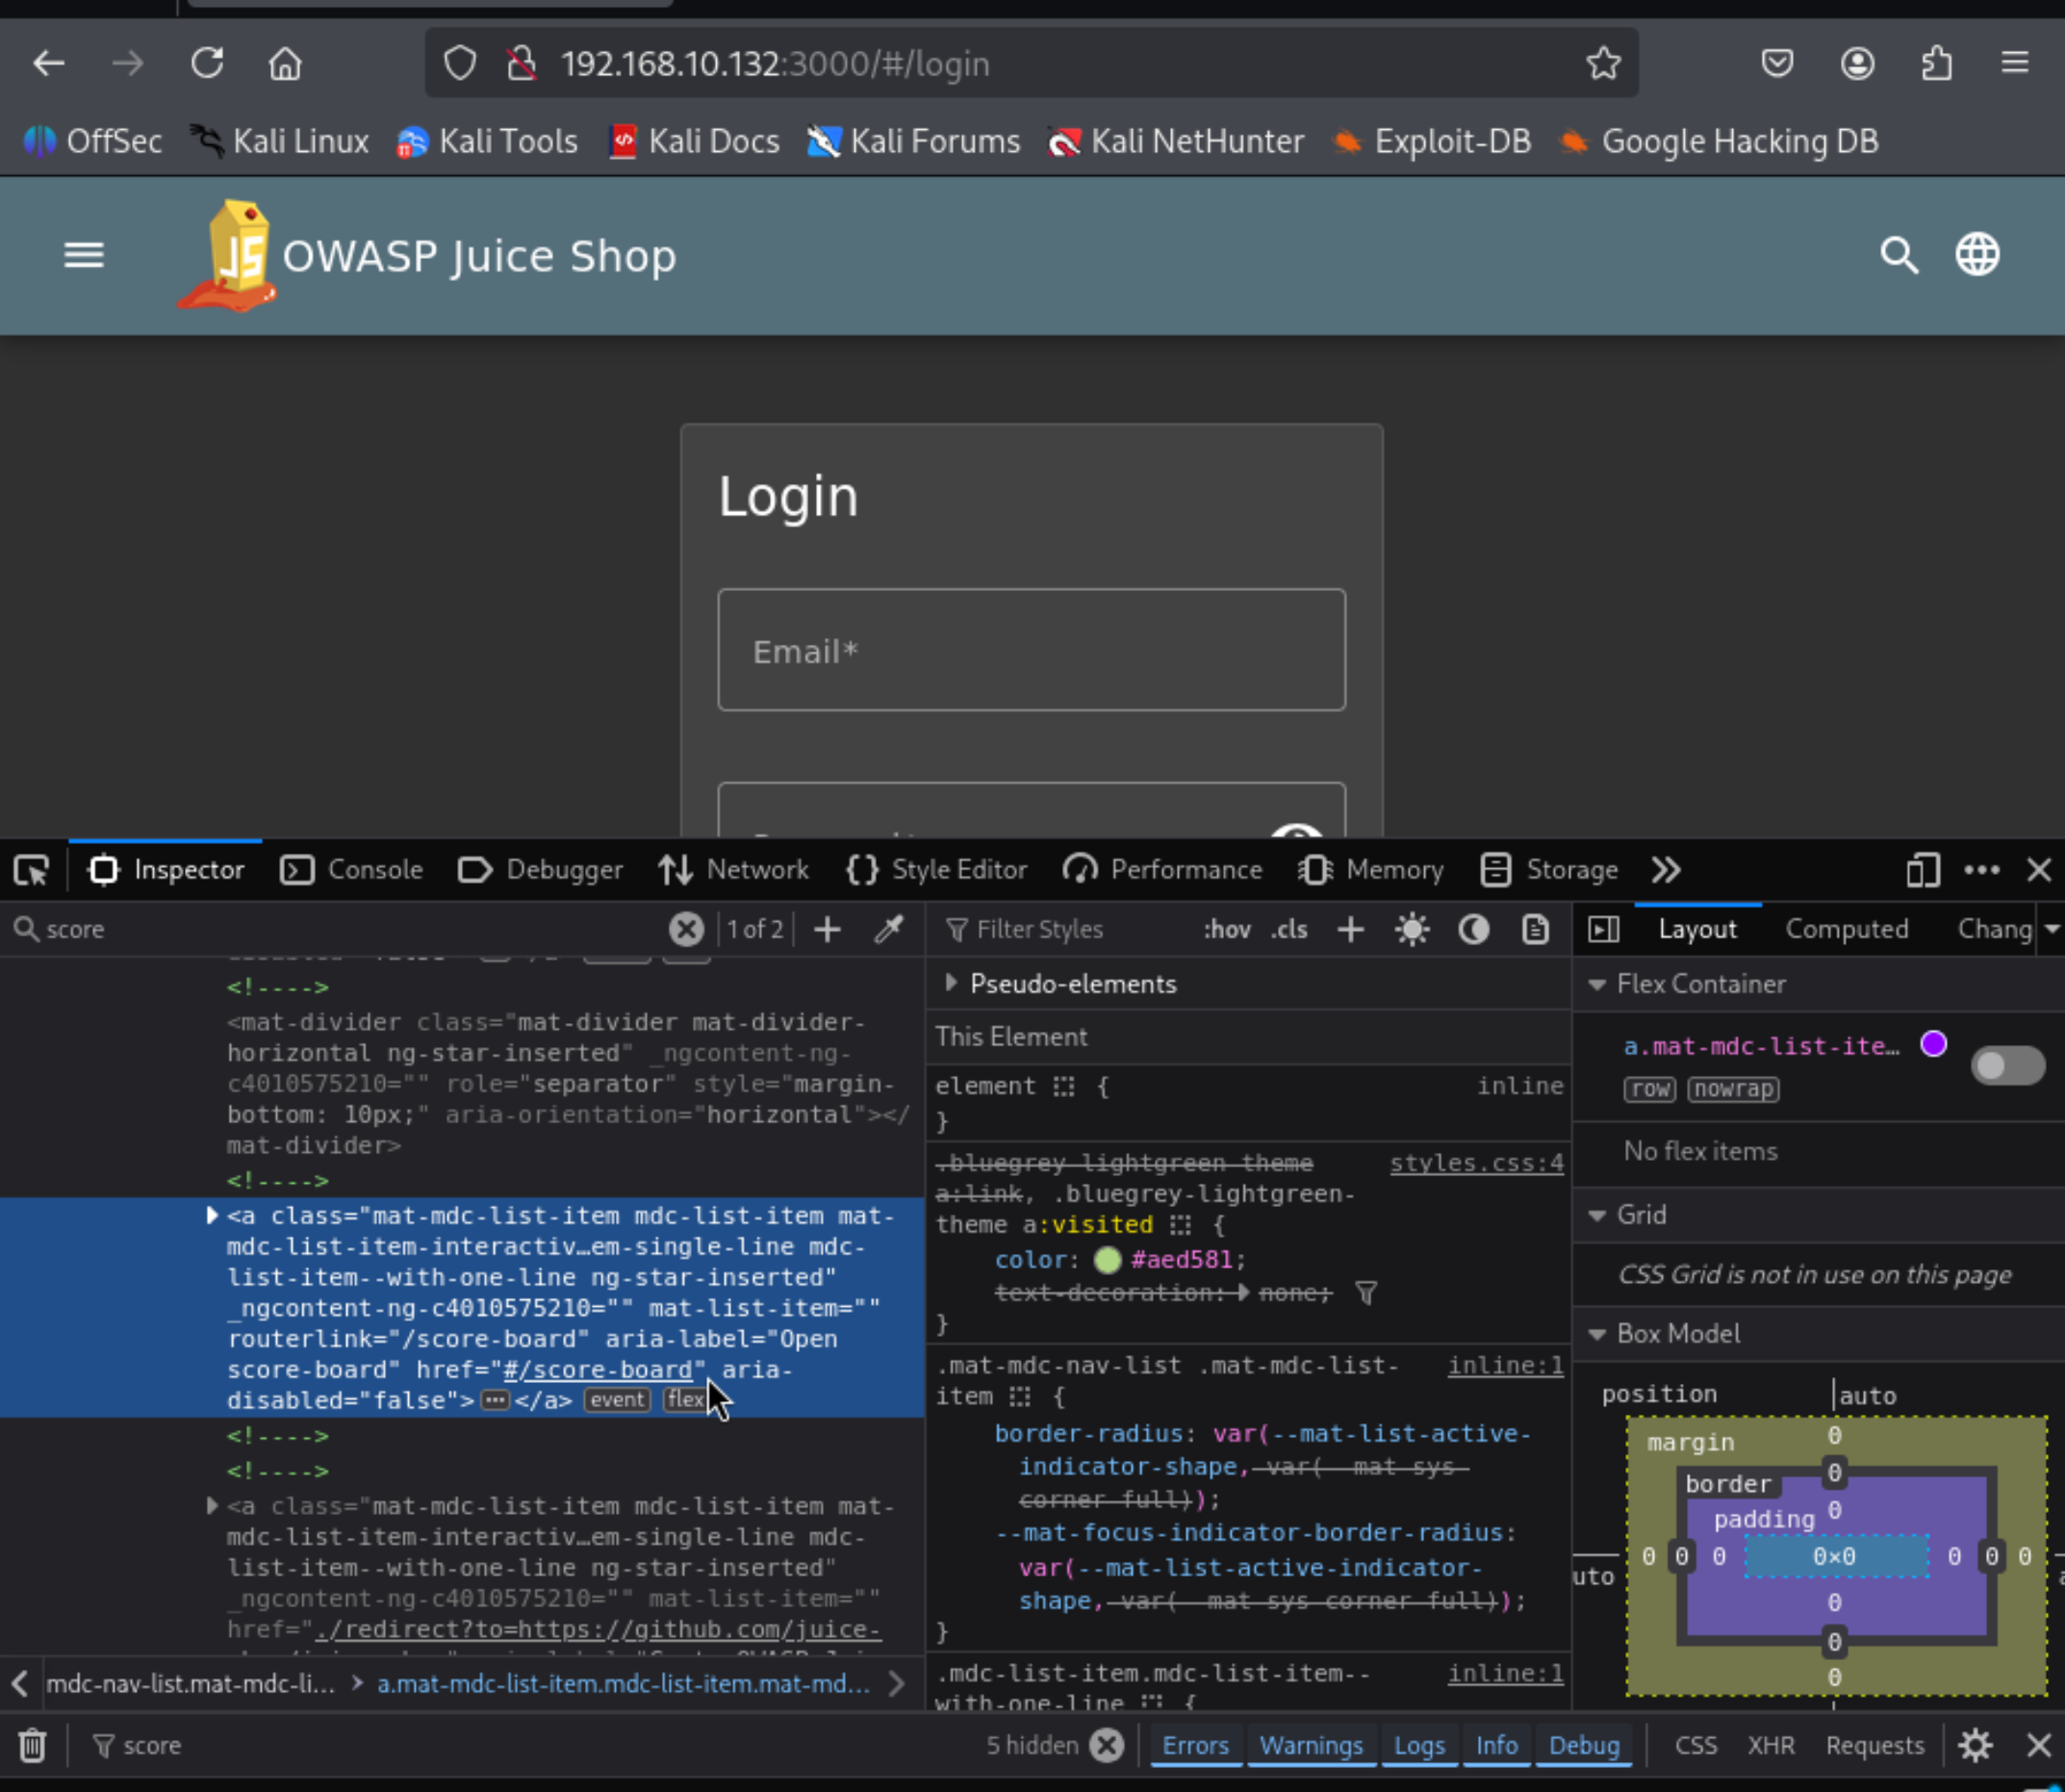 192.168.10.132:3000/#/login
OffSec Kali Linux Kali Tools Kali Docs Kali Forums Kali NetHunter Exploit-DB Google Hacking DB
JS OWASP Juice Shop
Login
Email*
Inspector Console Debugger Network Style Editor Performance Memory Storage
score 1 of 2
<!---->
<mat-divider class="mat-divider mat-divider-
horizontal ng-star-inserted" _ngcontent-ng-
c4010575210="" role="separator" style="margin-
bottom: 10px;" aria-orientation="horizontal"></
mat-divider>
<!---->
<a class="mat-mdc-list-item mdc-list-item mat-
mdc-list-item-interactiv…em-single-line mdc-
list-item--with-one-line ng-star-inserted"
_ngcontent-ng-c4010575210="" mat-list-item=""
routerlink="/score-board" aria-label="Open
score-board" href="#/score-board" aria-
disabled="false"> ··· </a> event flex
<!---->
<!---->
<a class="mat-mdc-list-item mdc-list-item mat-
mdc-list-item-interactiv…em-single-line mdc-
list-item--with-one-line ng-star-inserted"
_ngcontent-ng-c4010575210="" mat-list-item=""
href="./redirect?to=https://github.com/juice-
mdc-nav-list.mat-mdc-li… a.mat-mdc-list-item.mdc-list-item.mat-md…
Filter Styles :hov .cls
Pseudo-elements
This Element
element { inline
}
.bluegrey-lightgreen-theme styles.css:4
a:link, .bluegrey-lightgreen-
theme a:visited {
color: #aed581;
text-decoration: none;
}
.mat-mdc-nav-list .mat-mdc-list- inline:1
item {
border-radius: var(--mat-list-active-
indicator-shape, var(--mat-sys-
corner-full));
--mat-focus-indicator-border-radius:
var(--mat-list-active-indicator-
shape, var(--mat-sys-corner-full));
}
.mdc-list-item.mdc-list-item-- inline:1
with-one-line {
Layout Computed Chang
Flex Container
a.mat-mdc-list-ite…
row nowrap
No flex items
Grid
CSS Grid is not in use on this page
Box Model
position auto
margin 0
border 0
padding 0
0 0 0 0×0 0 0 0
uto
0
0
0
score 5 hidden Errors Warnings Logs Info Debug CSS XHR Requests